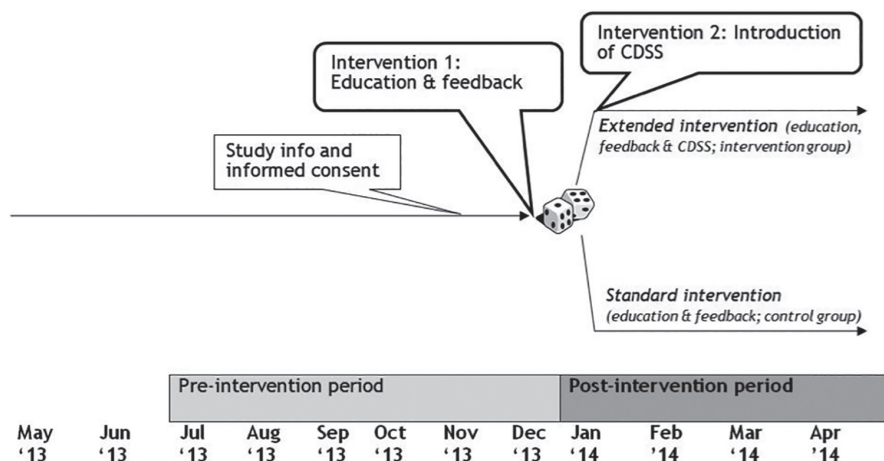 Intervention 2: Introduction
of CDSS
Intervention 1:
Education & feedback
Extended intervention (education,
feedback & CDSS; intervention group)
Study info and
informed consent
Standard intervention
(education & feedback; control group)
Pre-intervention period
Post-intervention period
May Jun Jul Aug Sep Oct Nov Dec Jan Feb Mar Apr
‘13 ‘13 ‘13 ‘13 ‘13 ‘13 ‘13 ‘13 ‘14 ’14 ‘14 ’14